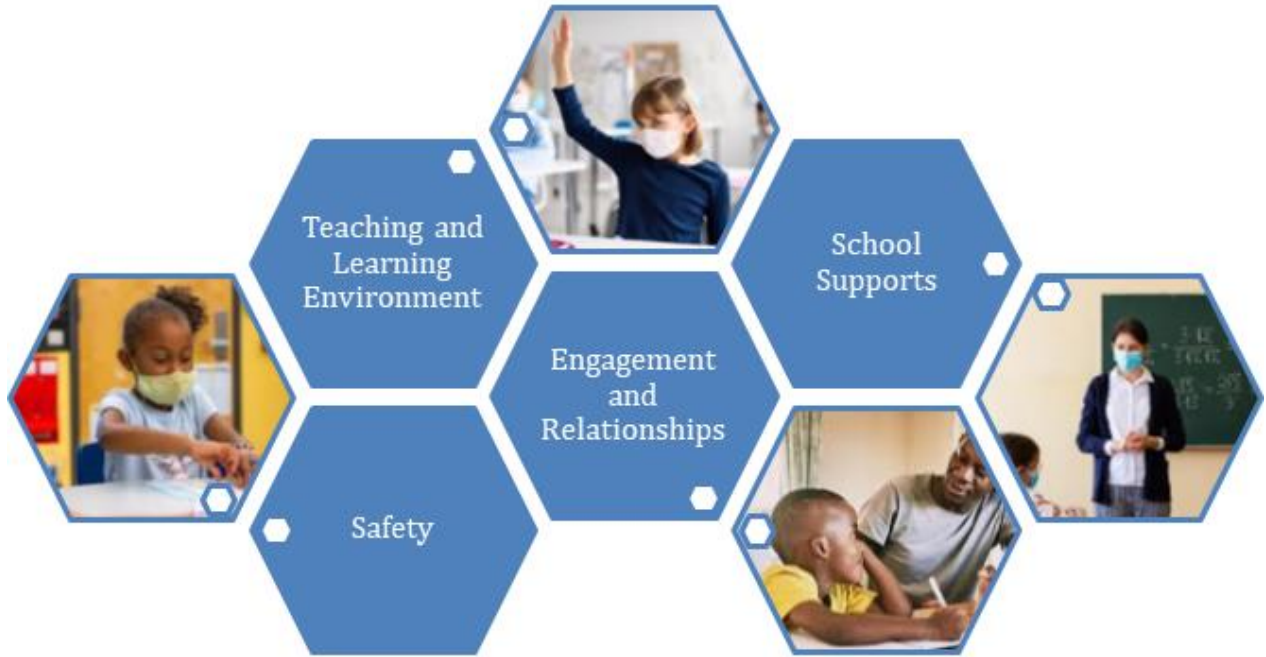 Teaching and
Learning
Environment
School
Supports
Engagement
and
Relationships
Safety